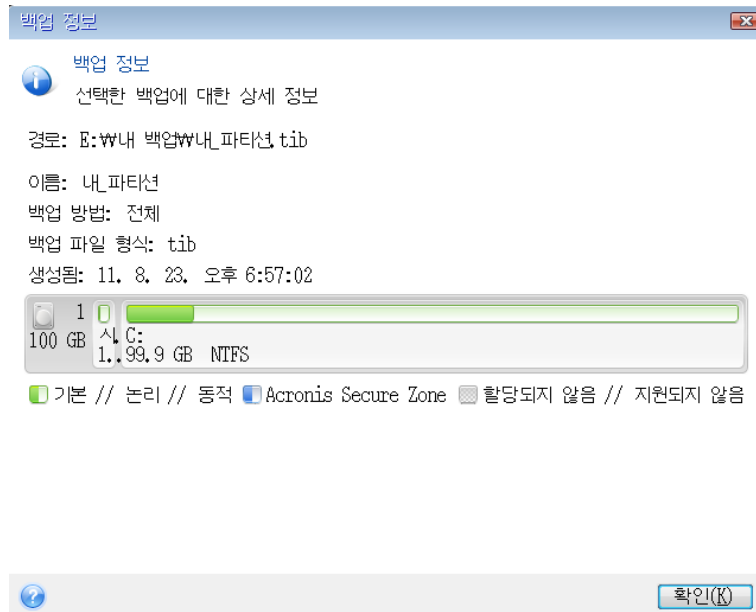 백업 정보
백업 정보
선택한 백업에 대한 상세 정보
경로: E:₩내 백업₩내_파티션.tib
이름: 내_파티션
백업 방법: 전체
백업 파일 형식: tib
생성됨: 11. 8. 23. 오후 6:57:02
1
100 GB
시.
1..
C:
99.9 GB NTFS
기본 // 논리 // 동적 Acronis Secure Zone 할당되지 않음 // 지원되지 않음
확인(K)